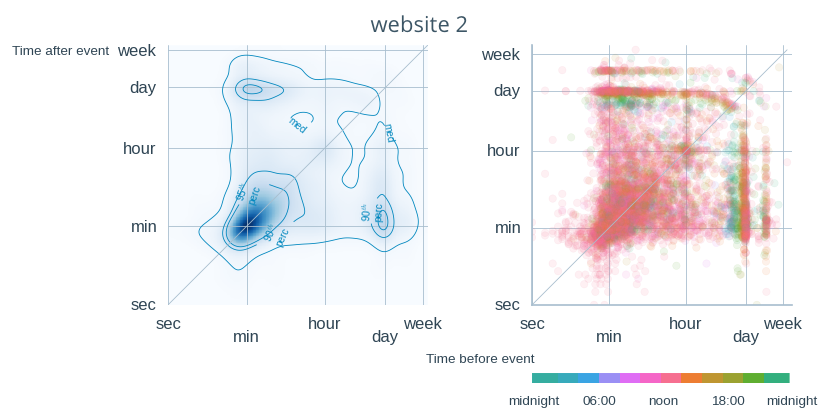 website 2
Time after event
week
day
hour
min
sec
sec
min
hour
day
week
med
med
95th
perc
90th
perc
90th
perc
week
day
hour
min
sec
sec
min
hour
day
week
Time before event
midnight
06:00
noon
18:00
midnight